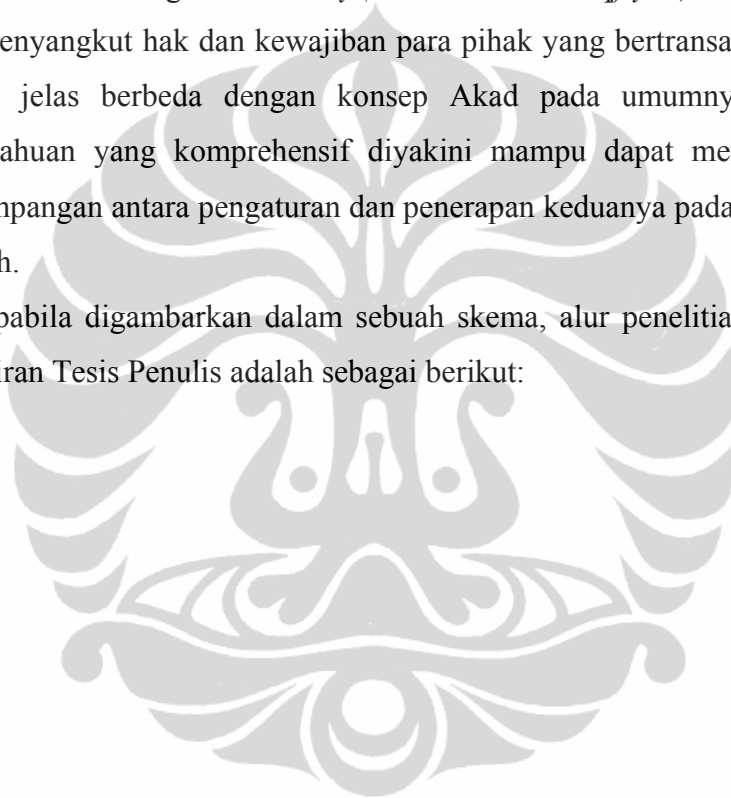 enyangkut hak dan kewajiban para pihak yang bertransa
jelas berbeda dengan konsep Akad pada umumny
ahuan yang komprehensif diyakini mampu dapat me
npangan antara pengaturan dan penerapan keduanya pada
h.
pabila digambarkan dalam sebuah skema, alur penelitia
iran Tesis Penulis adalah sebagai berikut: